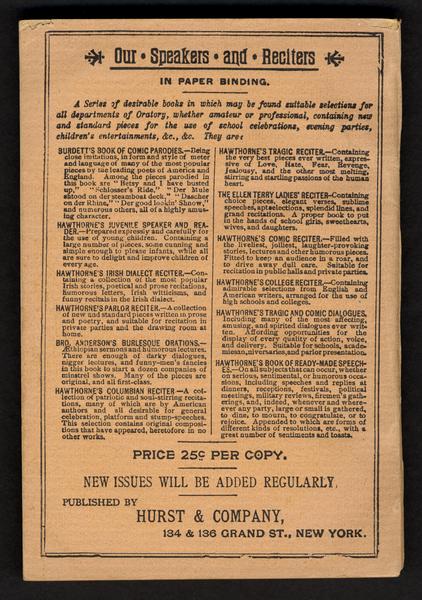 Our • Speakers • and • Reciters
IN PAPER BINDING.
A Series of desirable books in which may be found suitable selections for
all departments of Oratory, whether amateur or professional, containing new
and standard pieces for the use of school celebrations, evening parties,
children's entertainments, &c., &c. They are:
BURDETT'S BOOK OF COMIC PARODIES.—Being
close imitations, in form and style of meter
and language of many of the most popular
pieces by the leading poets of America and
England. Among the pieces parodied in
this book are "Betsy and I have busted
up," "Schlosser's Ride," "Der Mule
shtood on der steamboat deck," "Dascher
on der Rhine," "Der good lookin' Shnow,"
and numerous others, all of a highly amus-
ing character.
HAWTHORNE'S JUVENILE SPEAKER AND REA-
DER.—Prepared expressly and carefully for
the use of young children. Containing a
large number of pieces, some cunning and
simple enough to please infants, while all
are sure to delight and improve children of
every age.
HAWTHORNE'S IRISH DIALECT RECITER.—Con-
taining a collection of the most popular
Irish stories, poetical and prose recitations,
humorous letters, Irish witticisms, and
funny recitals in the Irish dialect.
HAWTHORNE'S PARLOR RECITER.—A collection
of new and standard pieces written in prose
and poetry, and suitable for recitation at
private parties and the drawing room at
home.
BRO. ANDERSON'S BURLESQUE ORATIONS.—
Æthiopian sermons and humorous lectures.
There are enough of darky dialogues,
nigger lectures, and funny-men's fancies
in this book to start a dozen companies of
minstrel shows. Many of the pieces are
original, and all first-class.
HAWTHORNE'S COLUMBIAN RECITER.—A col-
lection of patriotic and soul-stirring recita-
tions, many of which are by American
authors and all desirable for general
celebration, platform and stump-speeches.
This selection contains original composi-
tions that have appeared, heretofore in no
other works.
HAWTHORNE'S TRAGIC RECITER.—Containing
the very best pieces ever written, expres-
sive of Love, Hate, Fear, Revenge,
Jealousy, and the other most melting,
stirring and startling passions of the human
heart.
THE ELLEN TERRY LADIES' RECITER—Containing
choice pieces, elegant verses, sublime
speeches, apt selections, splendid lines, and
grand recitations. A proper book to put
in the hands of school girls, sweethearts,
wives, and daughters.
HAWTHORNE'S COMIC RECITER.—Filled with
the liveliest, jolliest, laughter-provoking
stories, lectures and other humorous pieces.
Fitted to keep an audience in a roar, and
to drive away dull care. Suitable for
recitation in public halls and private parties.
HAWTHORNE'S COLLEGE RECITER.—Containing
admirable selections from English and
American writers, arranged for the use of
high schools and colleges.
HAWTHORNE'S TRAGIC AND COMIC DIALOGUES.
Including many of the most affecting,
amusing, and spirited dialogues ever writ-
ten. Affording opportunities for the
display of every quality of action, voice,
and delivery. Suitable for schools, acade-
mies, anniversaries, and parlor presentation.
HAWTHORNE'S BOOK OF READY-MADE SPEECH-
ES.—On all subjects that can occur, whether
on serious, sentimental, or humorous occa-
sions, including speeches and replies at
dinners, receptions, festivals, political
meetings, military reviews, firemen's gath-
erings, and, indeed, whenever and where-
ever any party, large or small is gathered,
to dine, to mourn, to congratulate, or to
rejoice. Appended to which are forms of
different kinds of resolutions, etc., with a
great number of sentiments and toasts.
PRICE 25c PER COPY.
NEW ISSUES WILL BE ADDED REGULARLY.
PUBLISHED BY
HURST & COMPANY,
134 & 136 GRAND ST., NEW YORK.